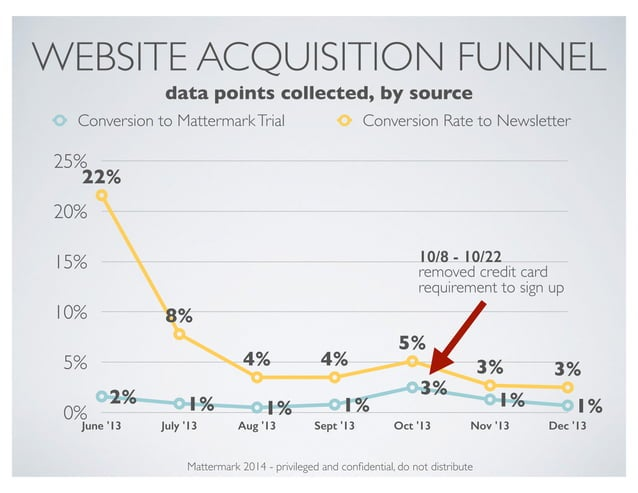 WEBSITE ACQUISITION FUNNEL
data points collected, by source
Conversion to Mattermark Trial
Conversion Rate to Newsletter
25%
22%
20%
15%
10/8 - 10/22
removed credit card
requirement to sign up
10%
8%
5%
5%
4%
4%
3%
3%
0%
2%
1%
1%
1%
3%
1%
1%
June '13
July '13
Aug '13
Sept '13
Oct '13
Nov '13
Dec '13
Mattermark 2014 - privileged and confidential, do not distribute